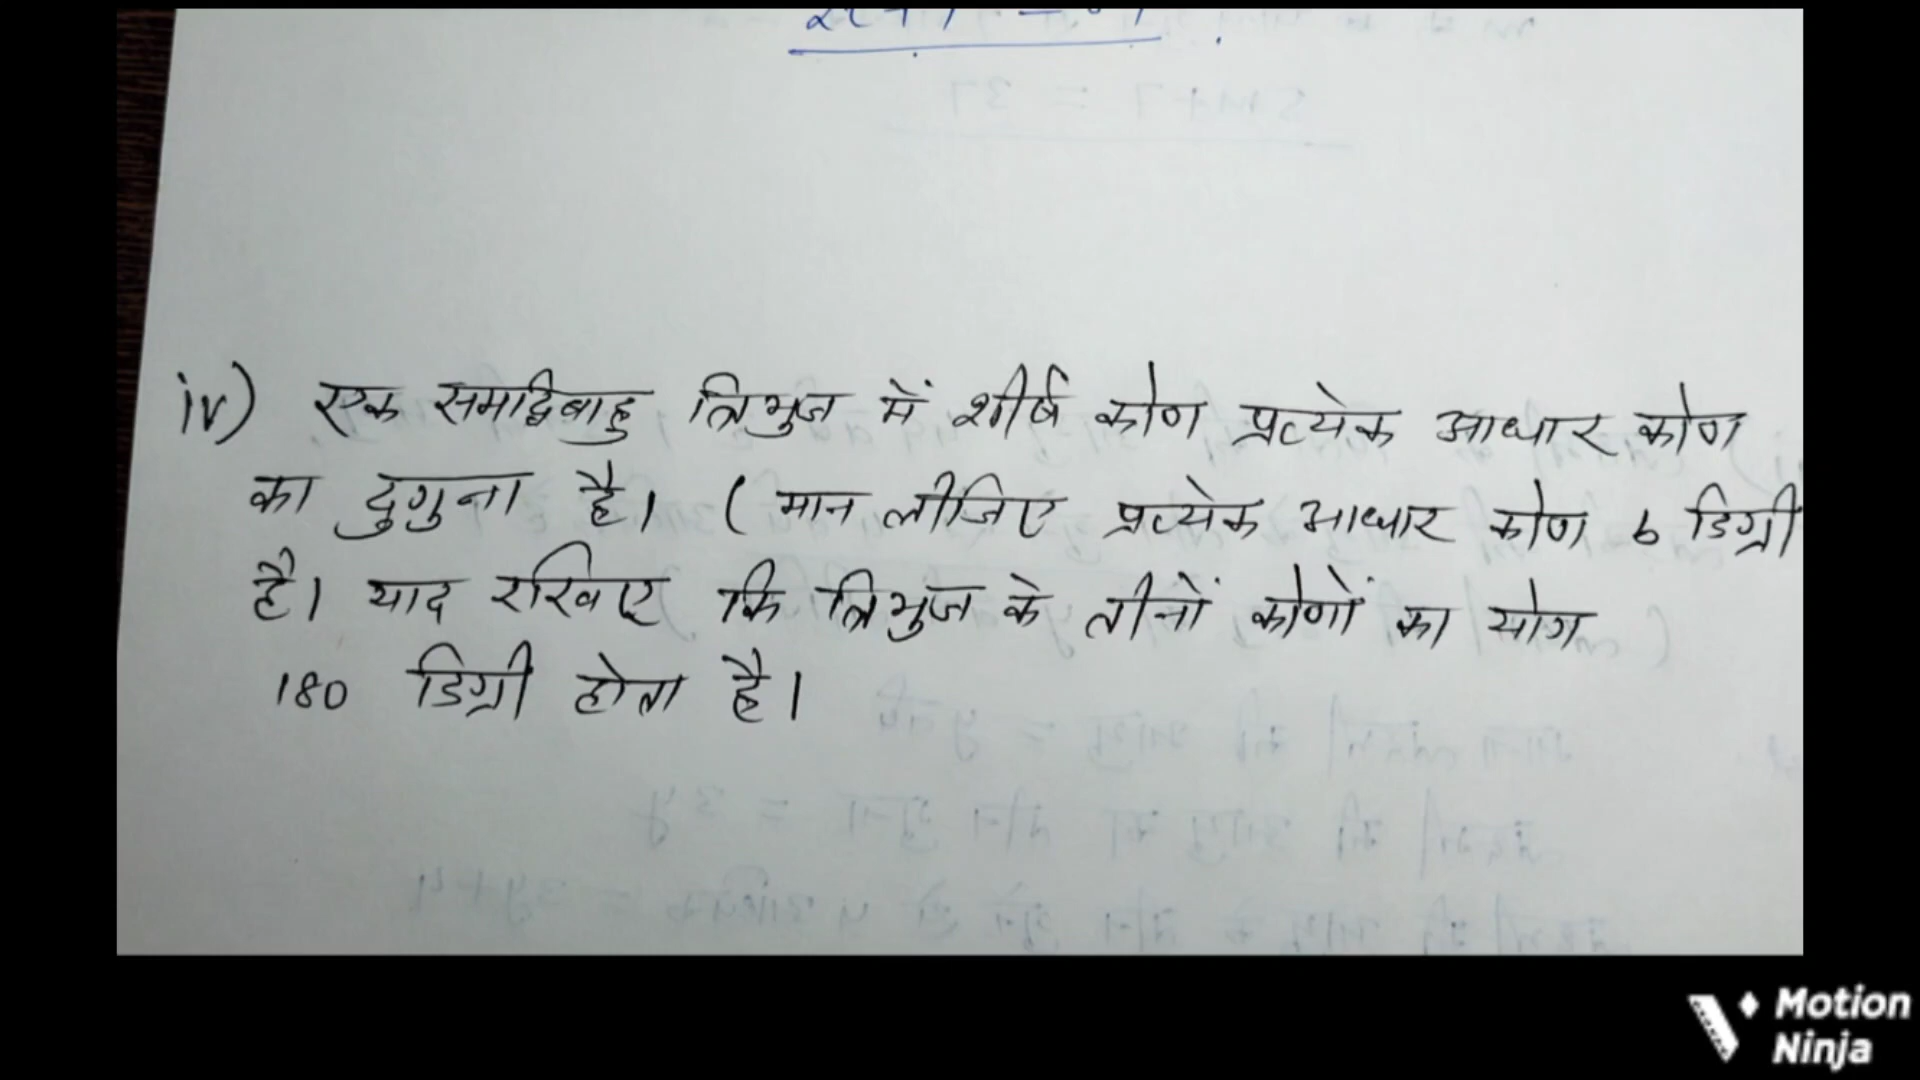 iv) एक समद्विबाहु त्रिभुज में शीर्ष कोण प्रत्येक आधार कोण
का दुगुना है। ( मान लीजिए प्रत्येक आधार कोण b डिग्री
है। याद रखिए कि त्रिभुज के तीनों कोणों का योग
180 डिग्री होता है।
Motion
Ninja